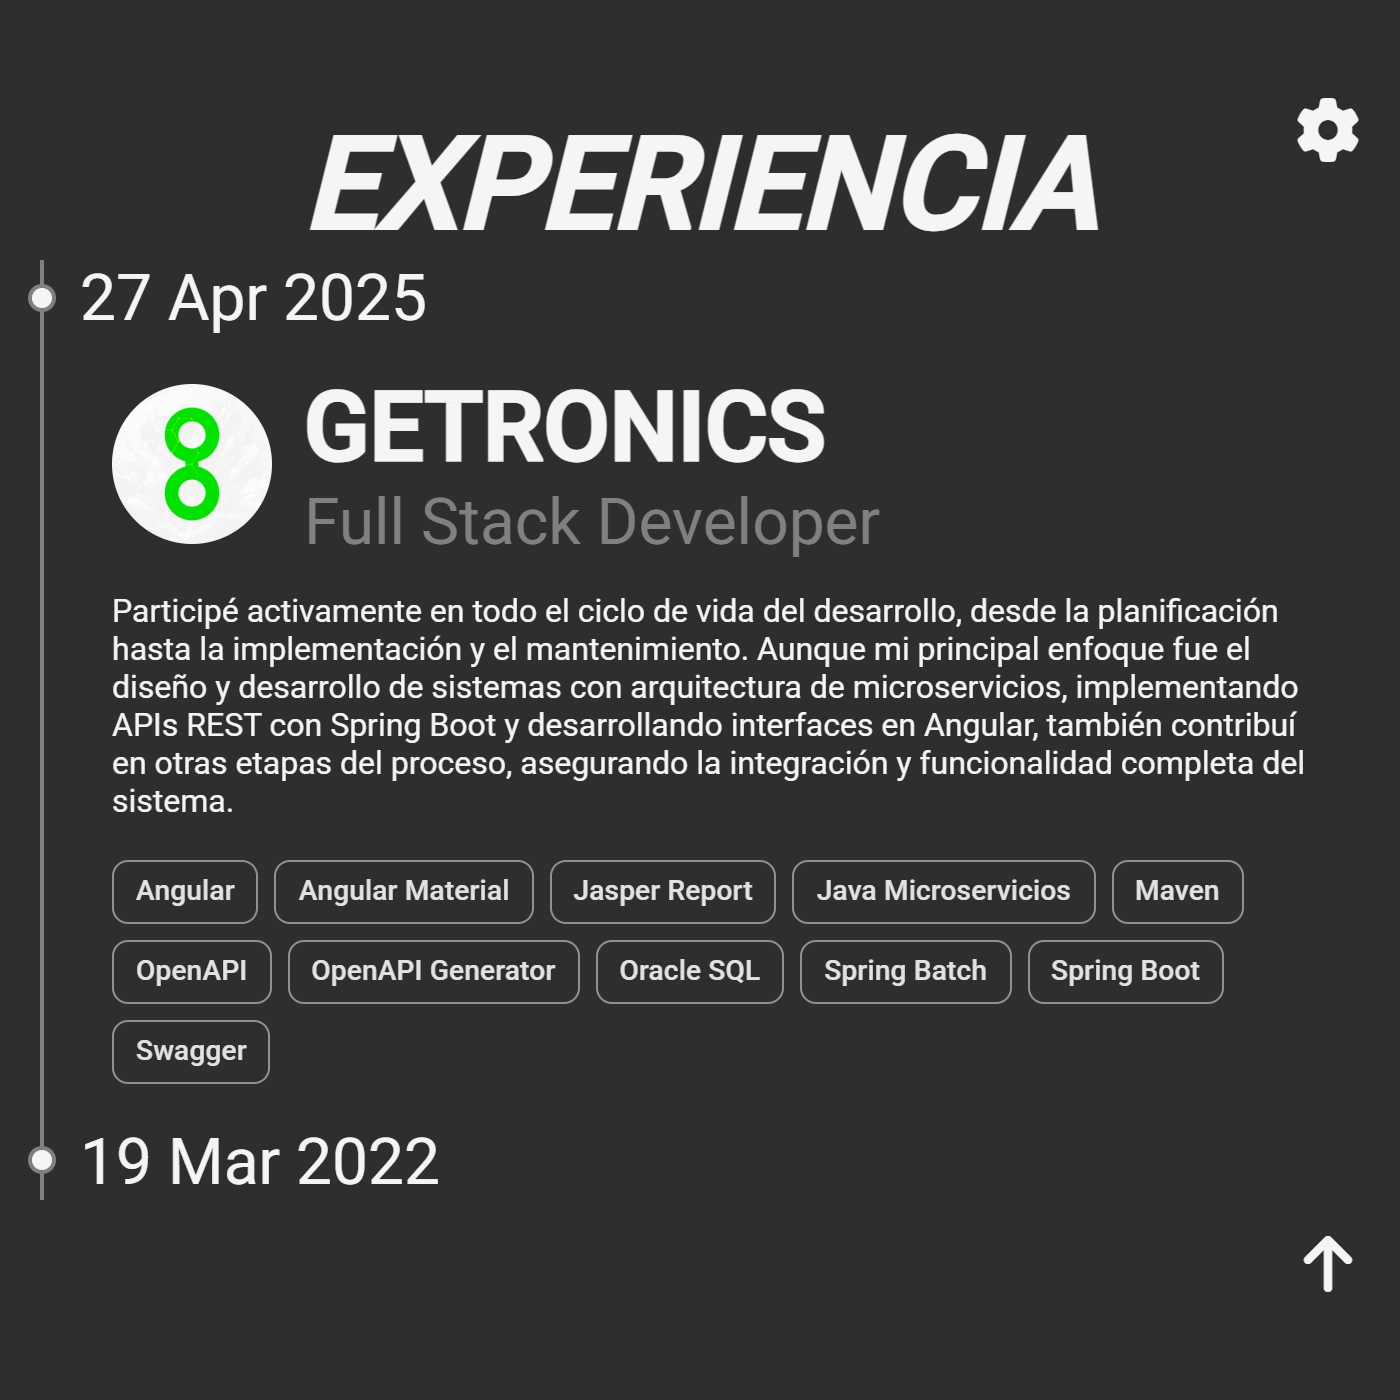 EXPERIENCIA
27 Apr 2025
GETRONICS
Full Stack Developer
Participé activamente en todo el ciclo de vida del desarrollo, desde la planificación
hasta la implementación y el mantenimiento. Aunque mi principal enfoque fue el
diseño y desarrollo de sistemas con arquitectura de microservicios, implementando
APIs REST con Spring Boot y desarrollando interfaces en Angular, también contribuí
en otras etapas del proceso, asegurando la integración y funcionalidad completa del
sistema.
Angular Angular Material Jasper Report Java Microservicios Maven
OpenAPI OpenAPI Generator Oracle SQL Spring Batch Spring Boot
Swagger
19 Mar 2022